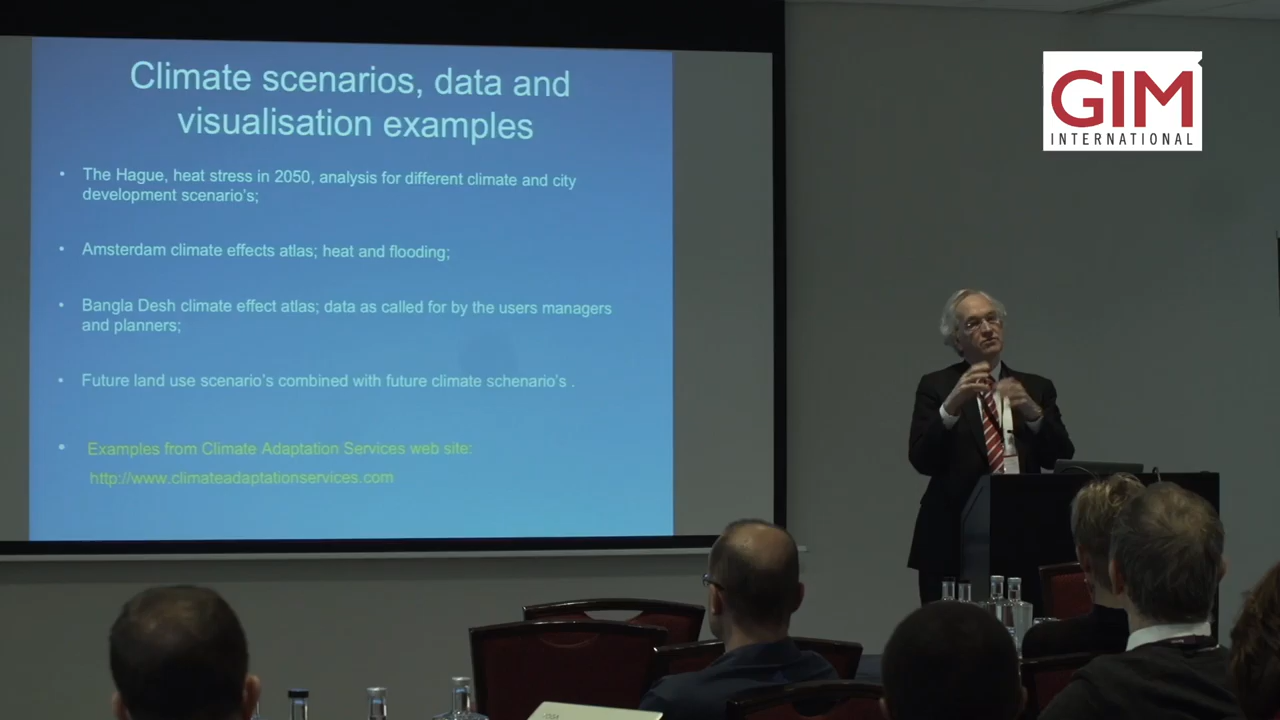 Climate scenarios, data and
visualisation examples
• The Hague, heat stress in 2050, analysis for different climate and city
development scenario's;
• Amsterdam climate effects atlas; heat and flooding;
• Bangla Desh climate effect atlas; data as called for by the users managers
and planners;
• Future land use scenario's combined with future climate schenario's .
• Examples from Climate Adaptation Services web site:
http://www.climateadaptationservices.com
GIM
INTERNATIONAL